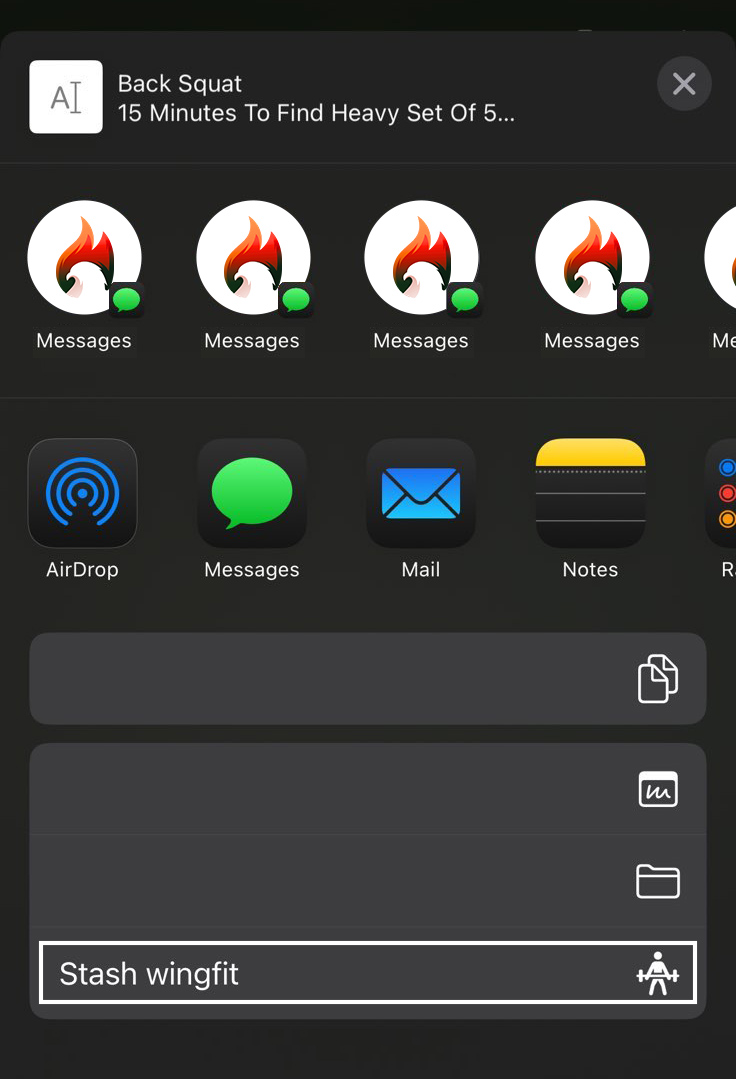 AI
Back Squat
15 Minutes To Find Heavy Set Of 5...
Messages
Messages
Messages
Messages
Me
AirDrop
Messages
Mail
Notes
R
Stash wingfit